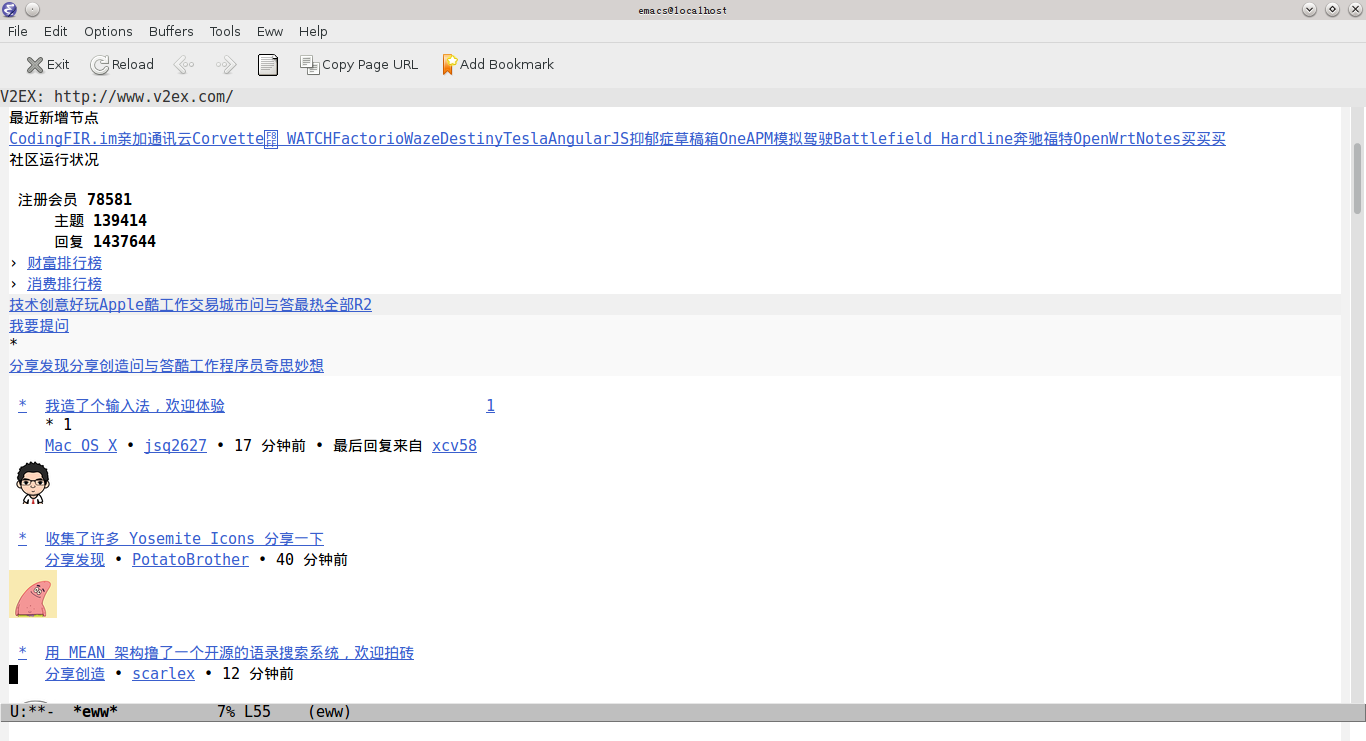 emacs@localhost
File Edit Options Buffers Tools Eww Help
Exit Reload Copy Page URL Add Bookmark
V2EX: http://www.v2ex.com/
最近新增节点
CodingFIR.im亲加通讯云Corvette WATCHFactorioWazeDestinyTeslaAngularJS抑郁症草稿箱OneAPM模拟驾驶Battlefield Hardline奔驰福特OpenWrtNotes买买买
社区运行状况
注册会员 78581
主题 139414
回复 1437644
› 财富排行榜
› 消费排行榜
技术创意好玩Apple酷工作交易城市问与答最热全部R2
我要提问
*
分享发现分享创造问与答酷工作程序员奇思妙想
* 我造了个输入法，欢迎体验 1
* 1
Mac OS X • jsq2627 • 17 分钟前 • 最后回复来自 xcv58
* 收集了许多 Yosemite Icons 分享一下
分享发现 • PotatoBrother • 40 分钟前
* 用 MEAN 架构撸了一个开源的语录搜索系统，欢迎拍砖
分享创造 • scarlex • 12 分钟前
U:**- *eww* 7% L55 (eww)